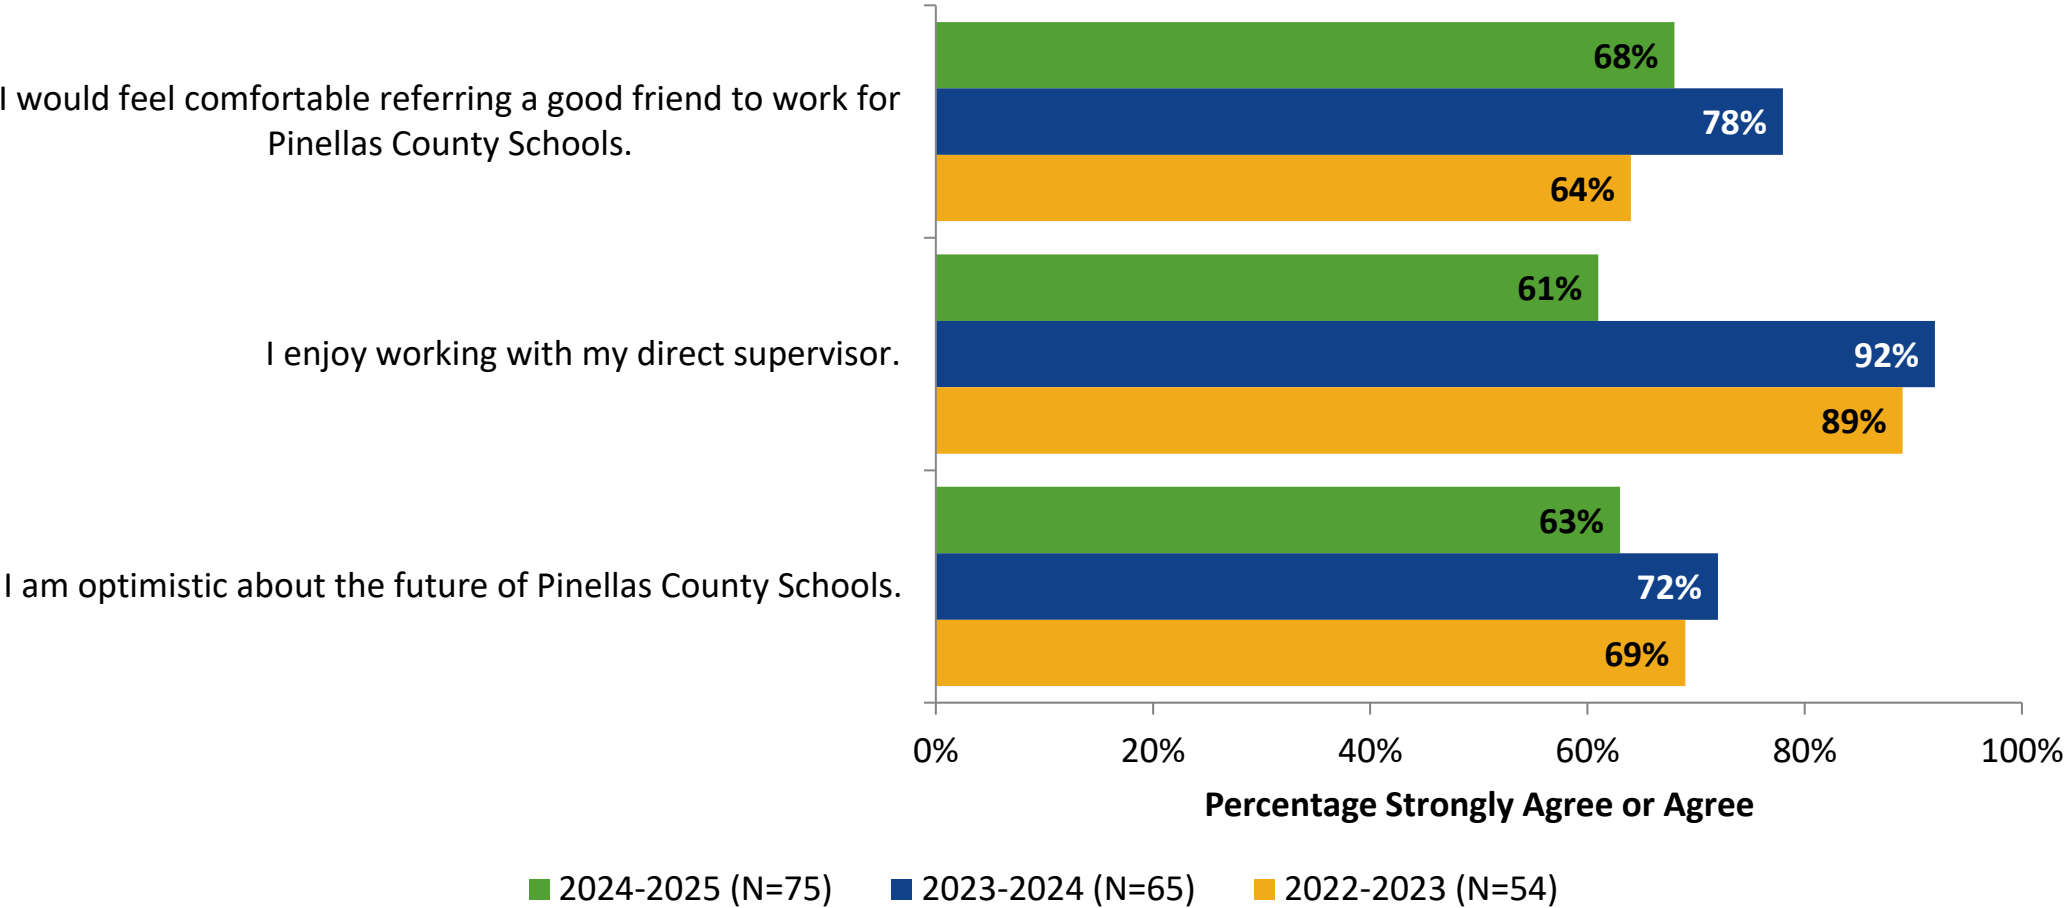 68%
I would feel comfortable referring a good friend to work for
Pinellas County Schools.
78%
64%
61%
I enjoy working with my direct supervisor.
92%
89%
63%
I am optimistic about the future of Pinellas County Schools.
72%
69%
0% 20% 40% 60% 80% 100%
Percentage Strongly Agree or Agree
2024-2025 (N=75) 2023-2024 (N=65) 2022-2023 (N=54)